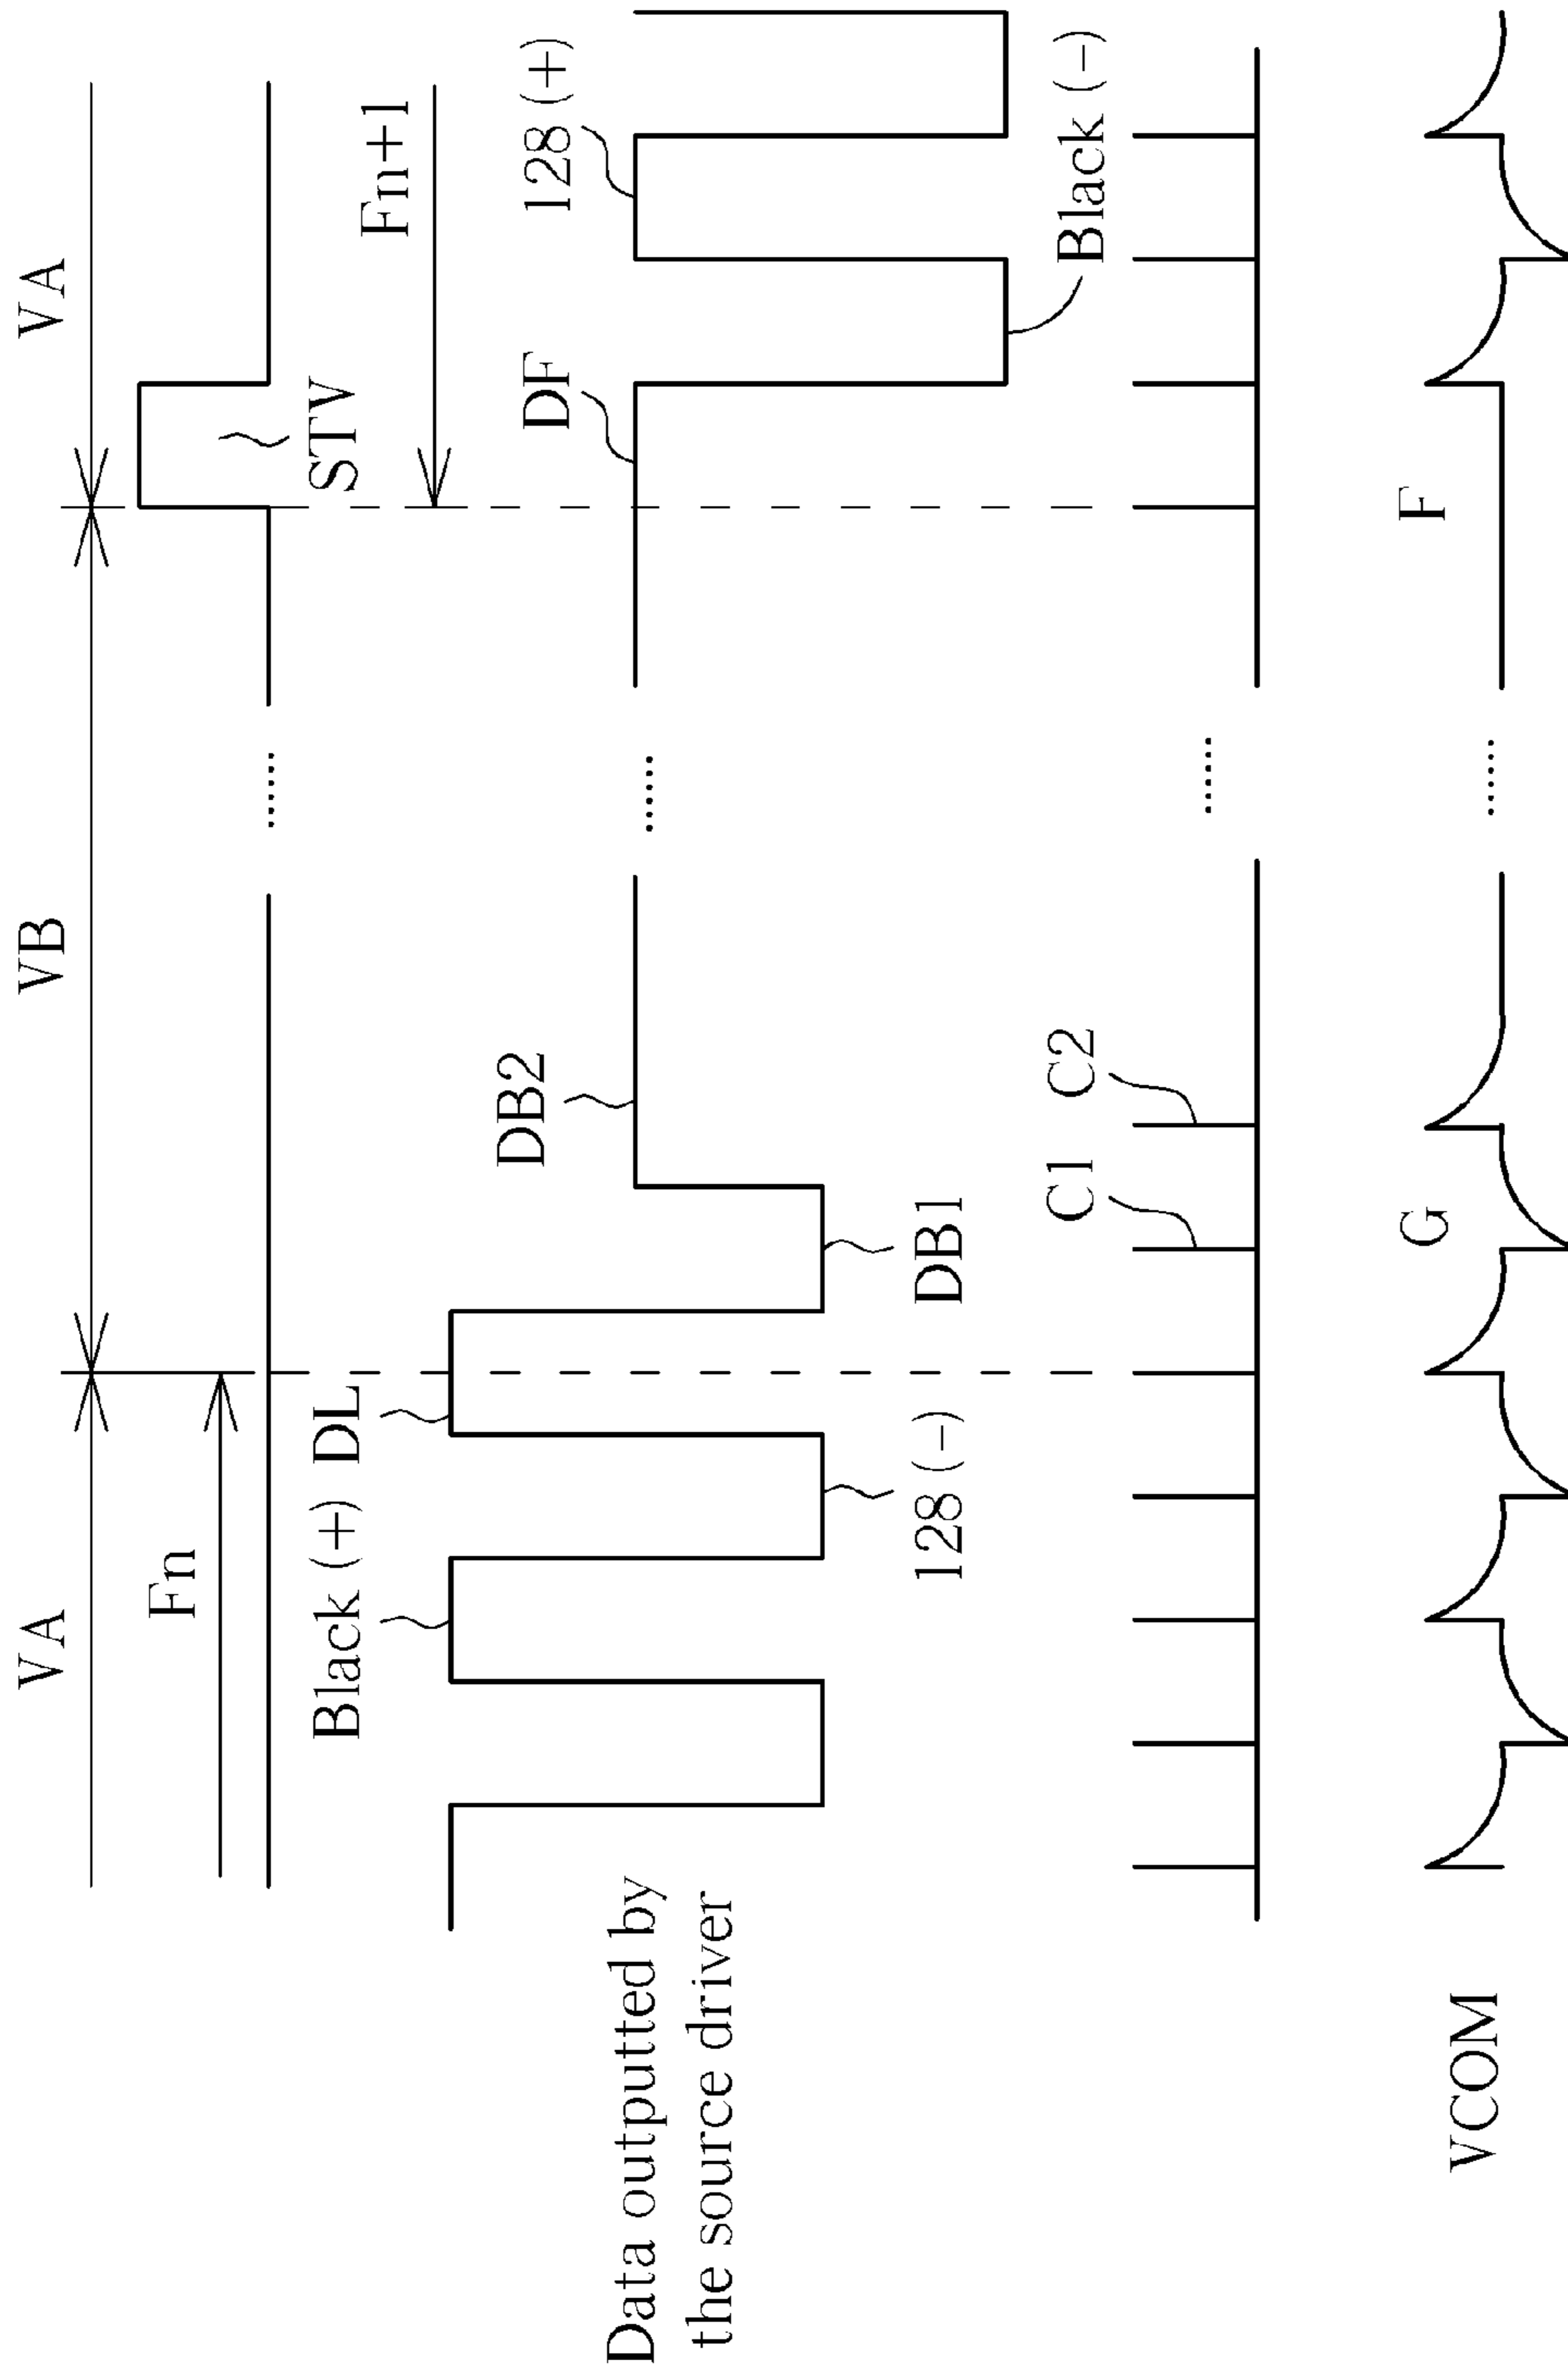 VA
VB
VA
Fn
STV
Fn+1
Black (+)
DL
DB2
DF
128 (+)
Data outputted by
the source driver
128 (−)
DB1
Black (−)
C1
C2
VCOM
G
F
......
......
......
......